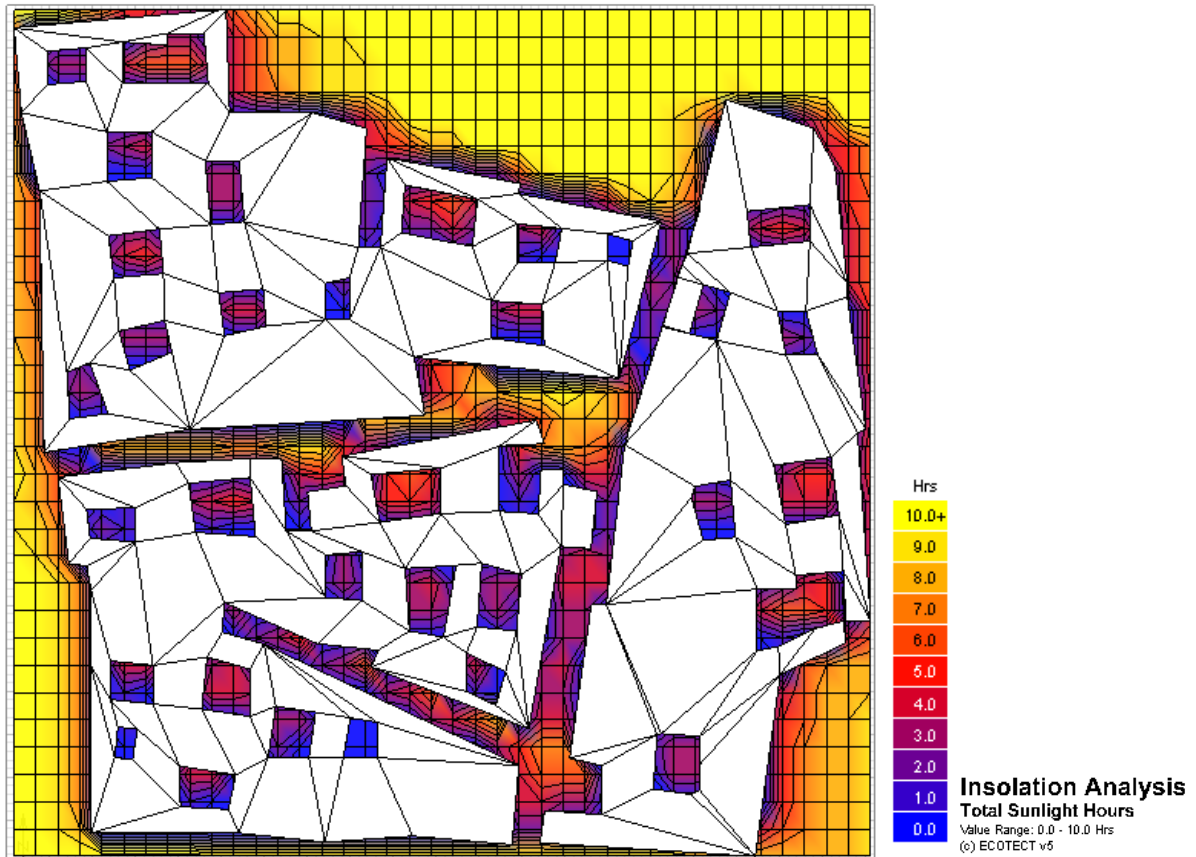 Hrs
10.0+
9.0
8.0
7.0
6.0
5.0
4.0
3.0
2.0
1.0
0.0
Insolation Analysis
Total Sunlight Hours
Value Range: 0.0 - 10.0 Hrs
(c) ECOTECT v5